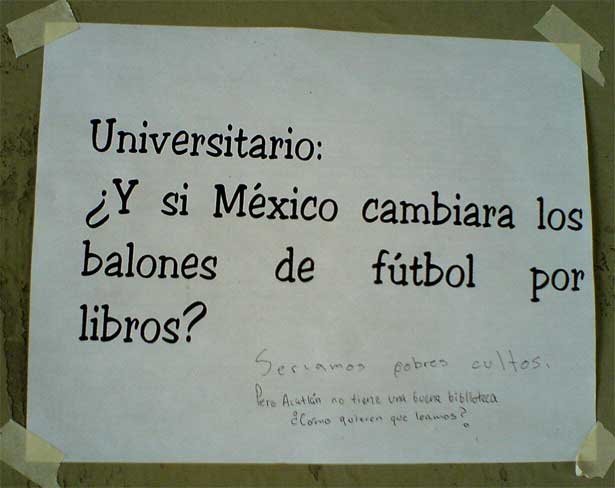 Universitario:
¿Y si México cambiara los
balones de fútbol por
libros?
Seriamos pobres cultos.
Pero Acatlán no tiene una buena biblioteca
¿Cómo quieren que leamos?